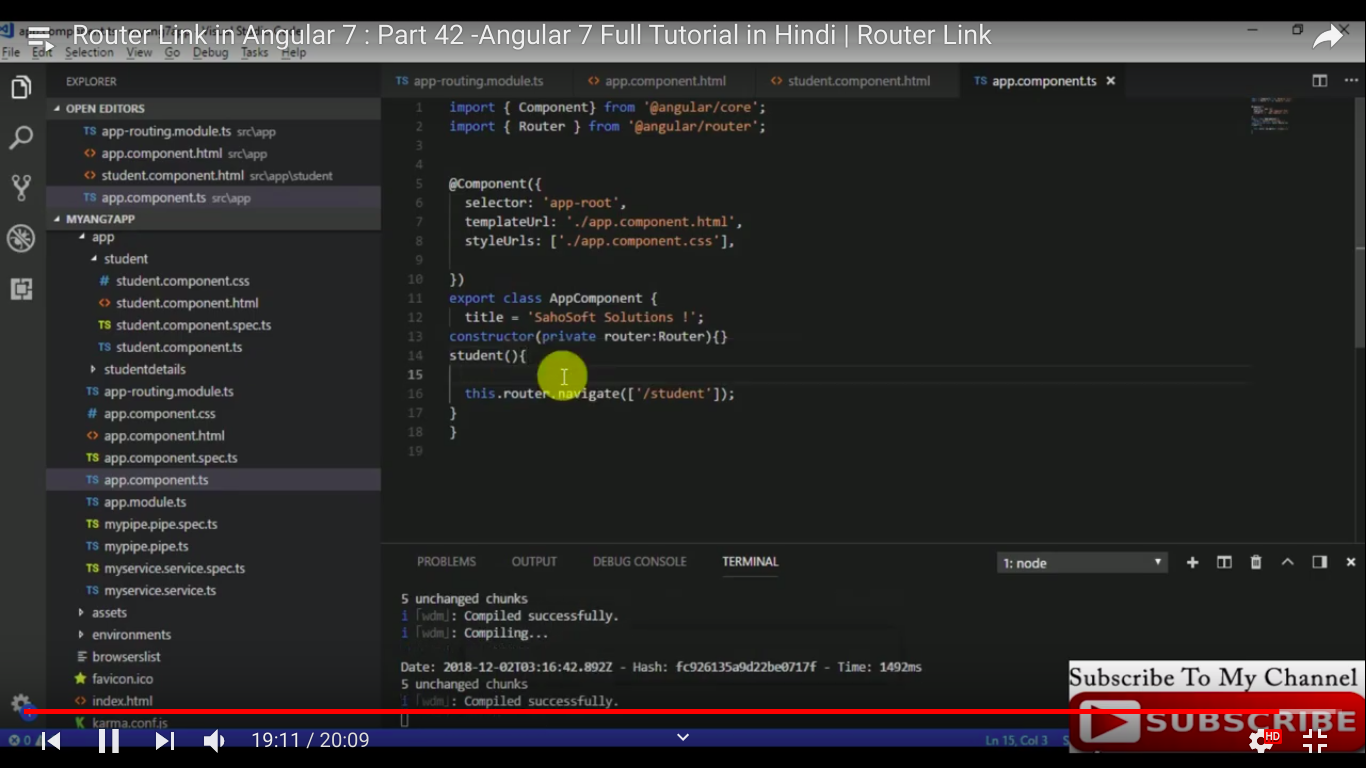 Router Link in Angular 7 : Part 42 -Angular 7 Full Tutorial in Hindi | Router Link
File Edit Selection View Go Debug Tasks Help
EXPLORER
OPEN EDITORS
TS app-routing.module.ts src\app
<> app.component.html src\app
<> student.component.html src\app\student
TS app.component.ts src\app
MYANG7APP
app
student
# student.component.css
<> student.component.html
TS student.component.spec.ts
TS student.component.ts
studentdetails
TS app-routing.module.ts
# app.component.css
<> app.component.html
TS app.component.spec.ts
TS app.component.ts
TS app.module.ts
TS mypipe.pipe.spec.ts
TS mypipe.pipe.ts
TS myservice.service.spec.ts
TS myservice.service.ts
assets
environments
browserslist
favicon.ico
<> index.html
K karma.conf.js
TS app-routing.module.ts <> app.component.html <> student.component.html TS app.component.ts ×
1 import { Component} from '@angular/core';
2 import { Router } from '@angular/router';
3
4
5 @Component({
6 selector: 'app-root',
7 templateUrl: './app.component.html',
8 styleUrls: ['./app.component.css'],
9
10 })
11 export class AppComponent {
12 title = 'SahoSoft Solutions !';
13 constructor(private router:Router){}
14 student(){
15
16 this.router.navigate(['/student']);
17 }
18 }
19
PROBLEMS OUTPUT DEBUG CONSOLE TERMINAL 1: node
5 unchanged chunks
i ｢wdm｣: Compiled successfully.
i ｢wdm｣: Compiling...
Date: 2018-12-02T03:16:42.892Z - Hash: fc926135a9d22be0717f - Time: 1492ms
5 unchanged chunks
i ｢wdm｣: Compiled successfully.
Subscribe To My Channel
SUBSCRIBE
0
19:11 / 20:09
Ln 15, Col 3
HD